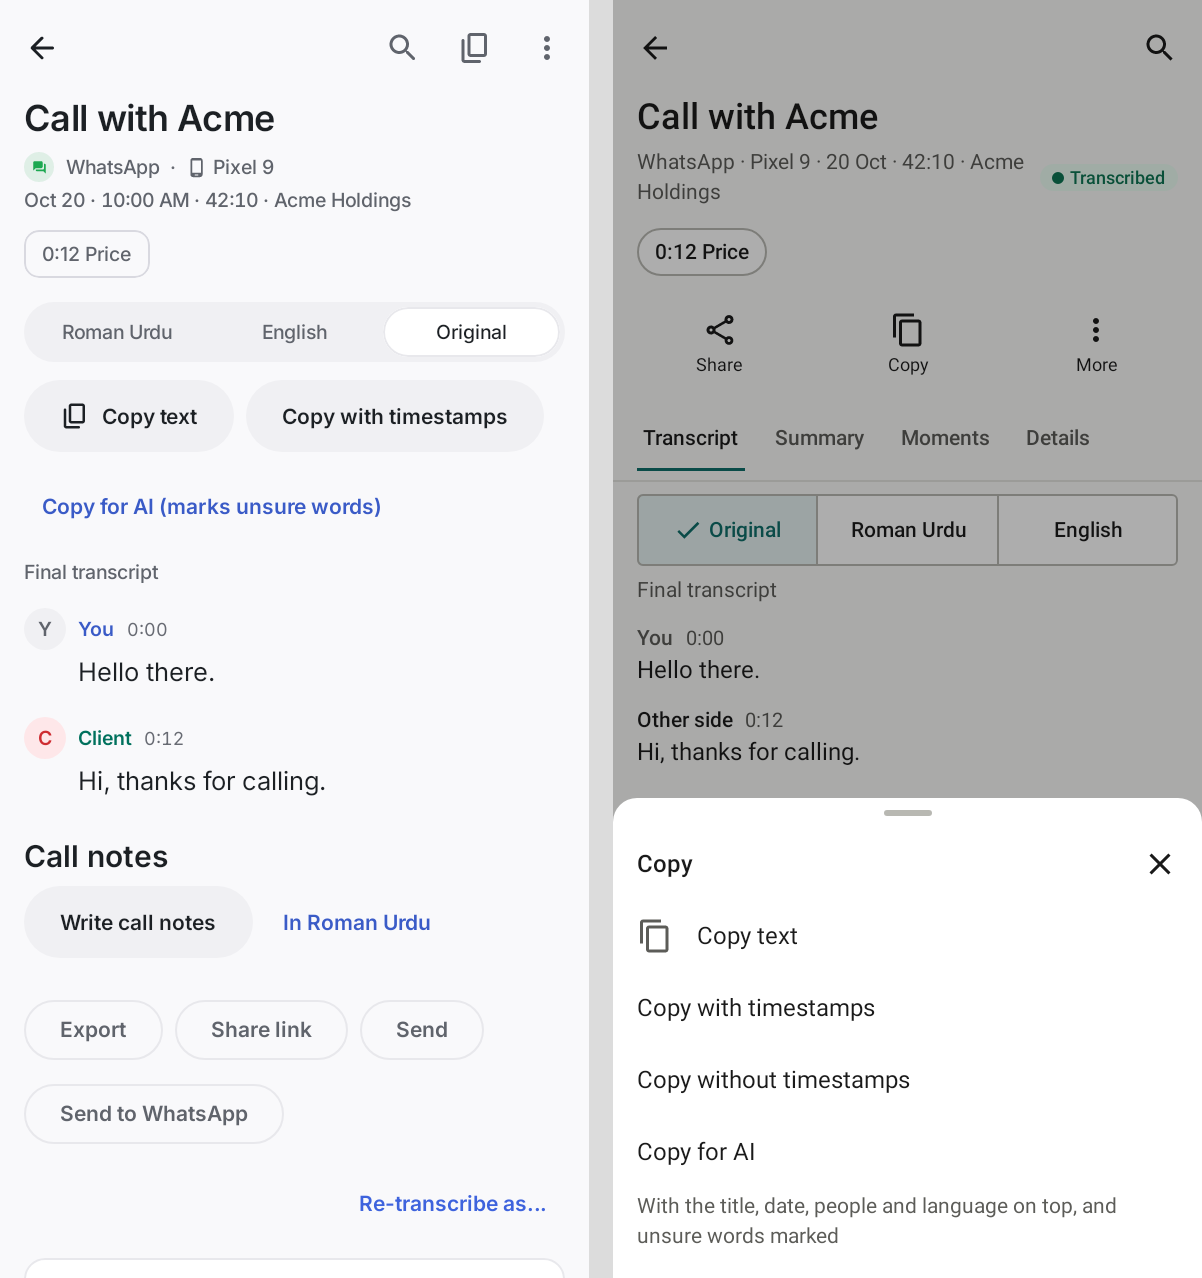 Call with Acme
WhatsApp · Pixel 9
Oct 20 · 10:00 AM · 42:10 · Acme Holdings
0:12 Price
Roman Urdu English Original
Copy text Copy with timestamps
Copy for AI (marks unsure words)
Final transcript
Y You 0:00
Hello there.
C Client 0:12
Hi, thanks for calling.
Call notes
Write call notes In Roman Urdu
Export Share link Send
Send to WhatsApp
Re-transcribe as...
Call with Acme
WhatsApp · Pixel 9 · 20 Oct · 42:10 · Acme
Holdings
Transcribed
0:12 Price
Share Copy More
Transcript Summary Moments Details
Original Roman Urdu English
Final transcript
You 0:00
Hello there.
Other side 0:12
Hi, thanks for calling.
Copy
Copy text
Copy with timestamps
Copy without timestamps
Copy for AI
With the title, date, people and language on top, and
unsure words marked